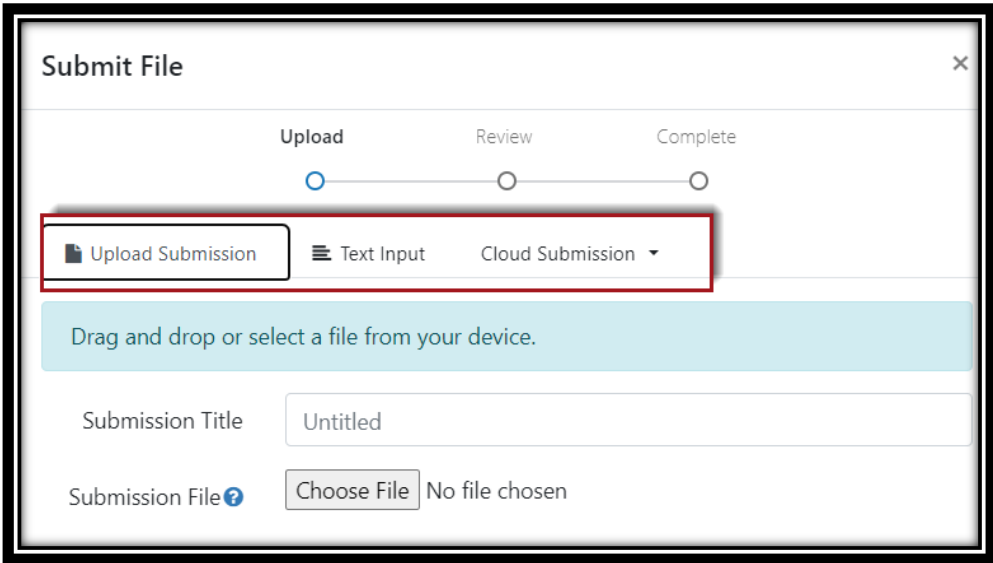 Submit File ×
Upload Review Complete
Upload Submission Text Input Cloud Submission
Drag and drop or select a file from your device.
Submission Title Untitled
Submission File ? Choose File No file chosen